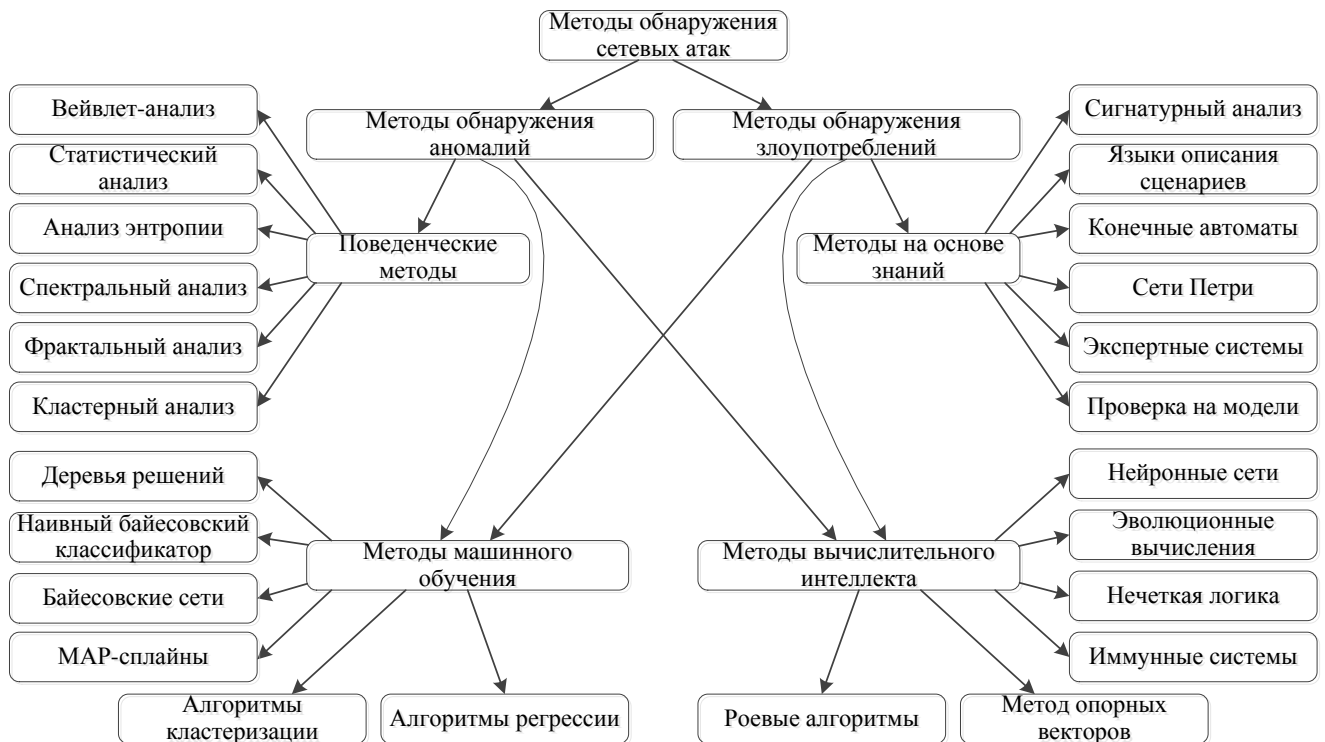 Методы обнаружения
сетевых атак
Методы обнаружения
аномалий
Методы обнаружения
злоупотреблений
Вейвлет-анализ
Статистический
анализ
Анализ энтропии
Спектральный анализ
Фрактальный анализ
Кластерный анализ
Поведенческие
методы
Методы на основе
знаний
Сигнатурный анализ
Языки описания
сценариев
Конечные автоматы
Сети Петри
Экспертные системы
Проверка на модели
Деревья решений
Наивный байесовский
классификатор
Байесовские сети
МАР-сплайны
Алгоритмы
кластеризации
Алгоритмы регрессии
Методы машинного
обучения
Методы вычислительного
интеллекта
Нейронные сети
Эволюционные
вычисления
Нечеткая логика
Иммунные системы
Роевые алгоритмы
Метод опорных
векторов